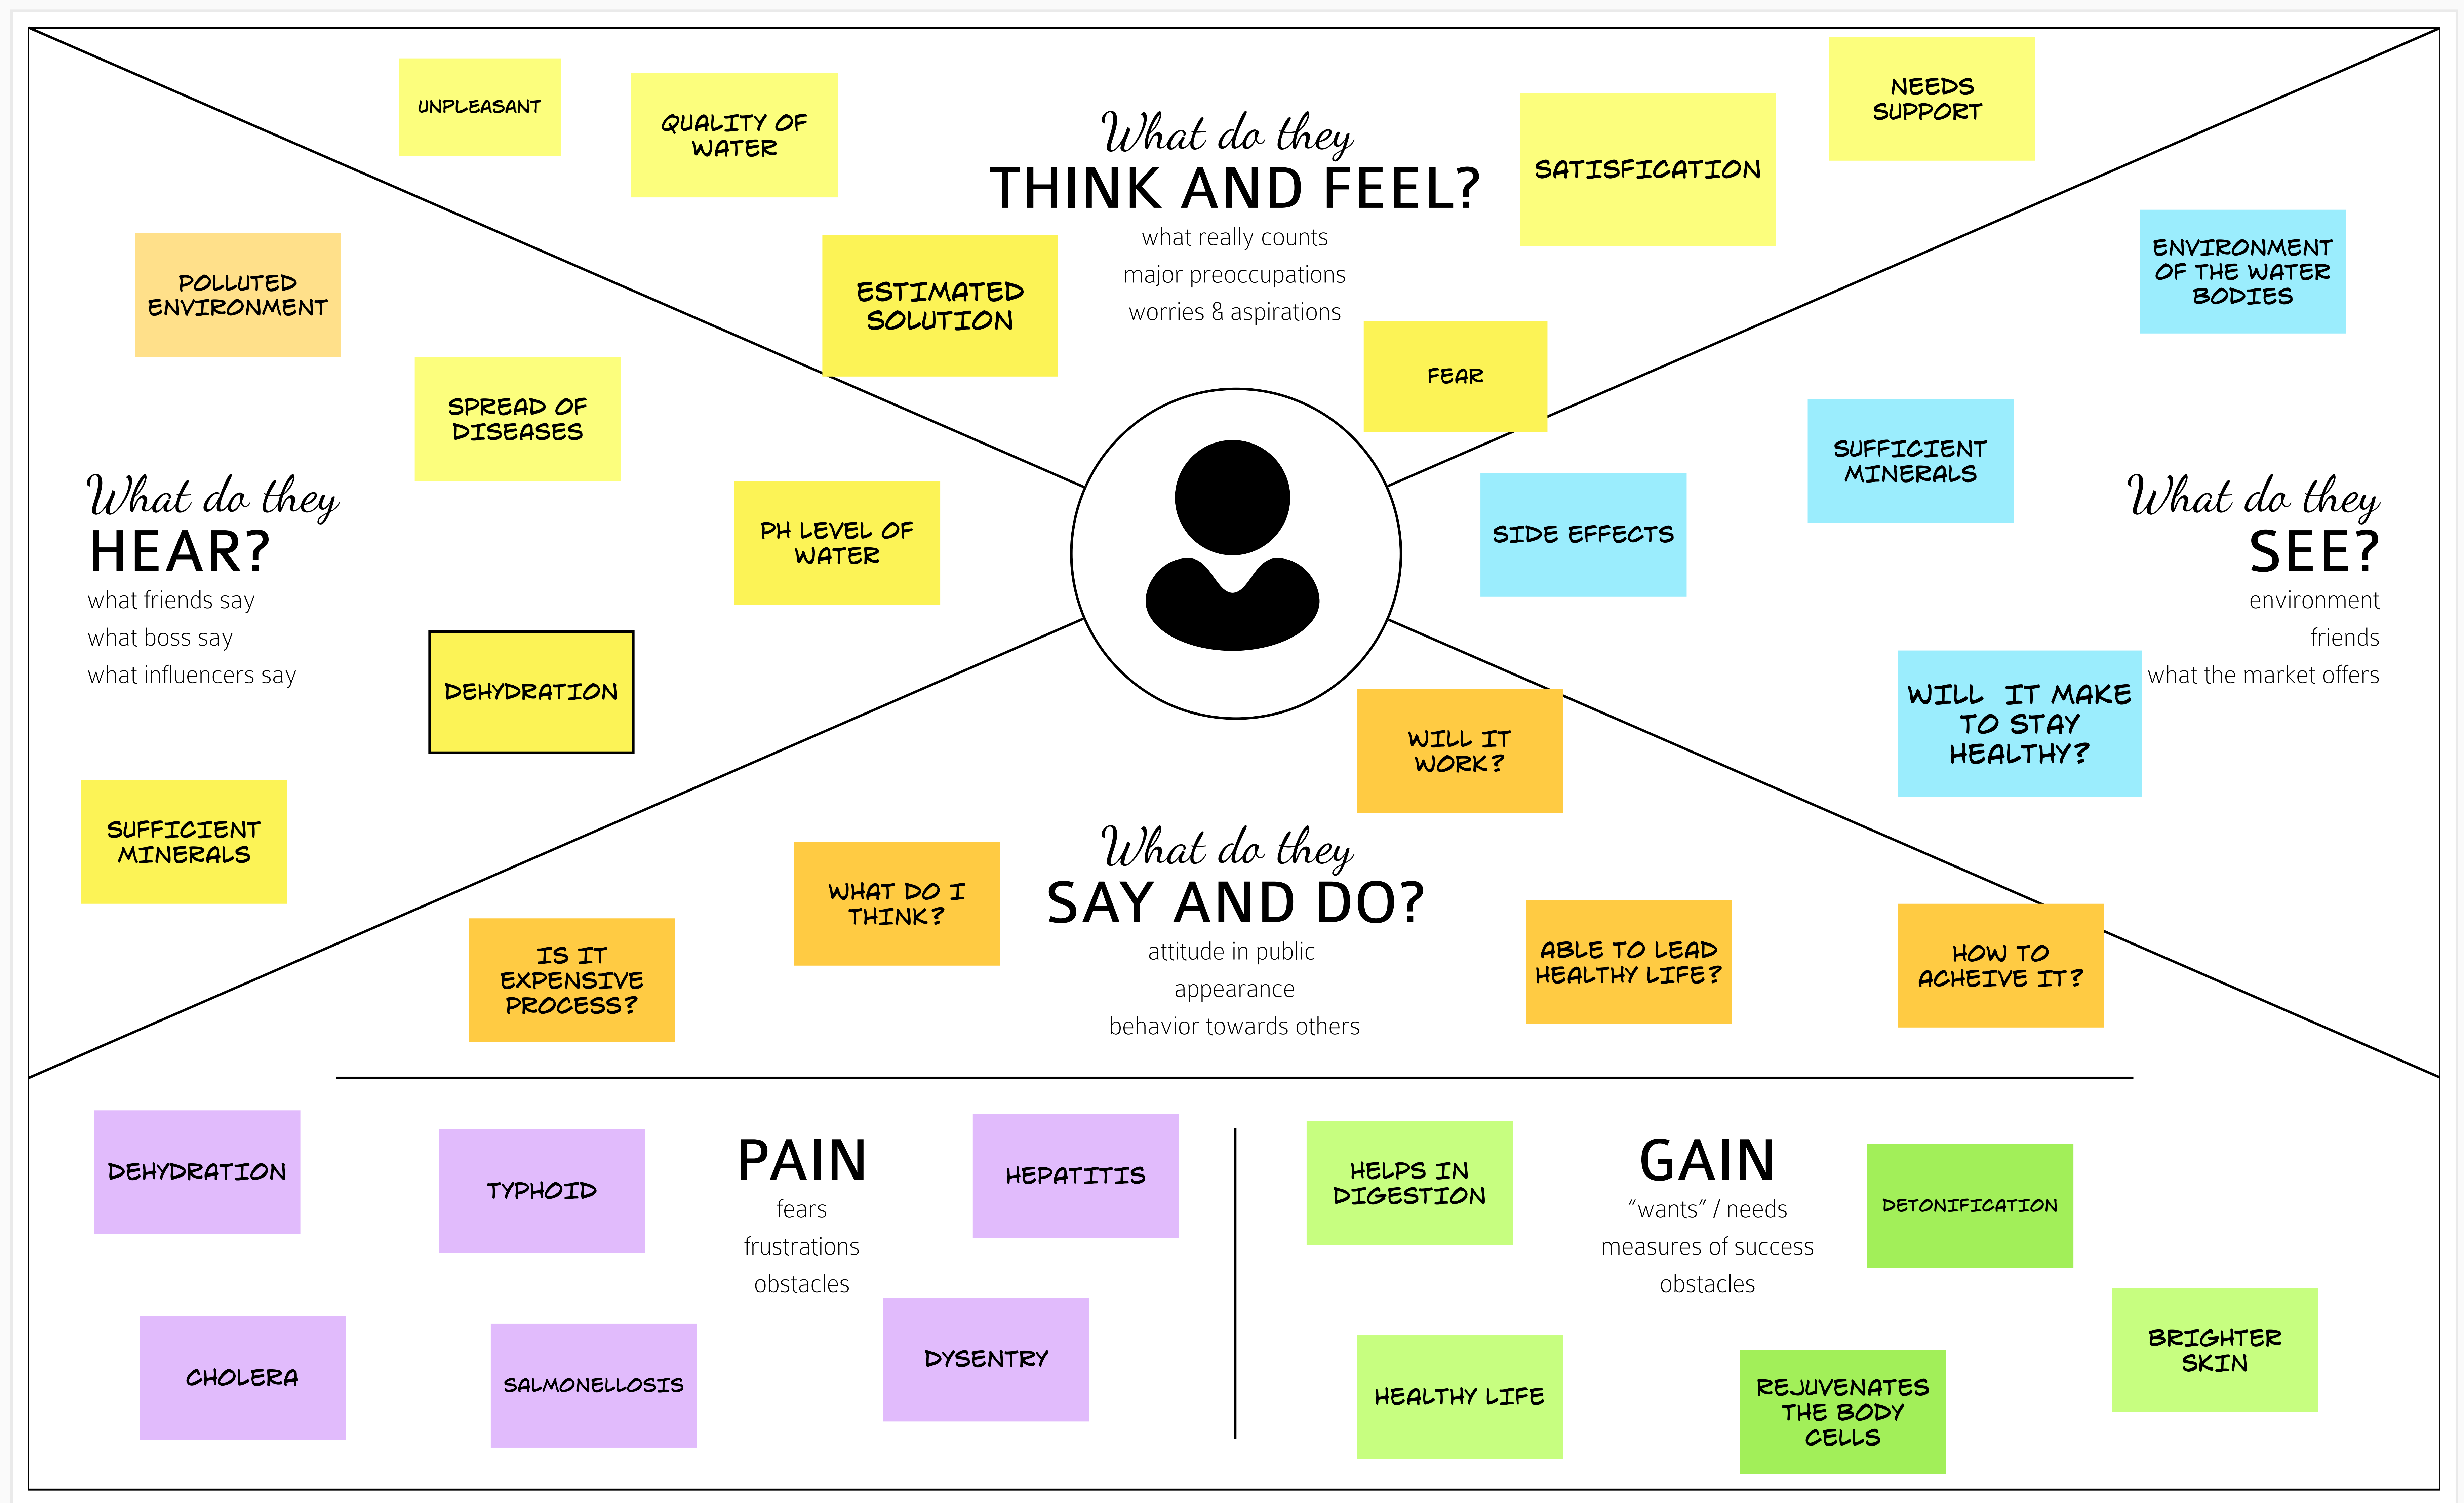 UNPLEASANT
QUALITY OF
WATER
ESTIMATED
SOLUTION
What do they
THINK AND FEEL?
what really counts
major preoccupations
worries & aspirations
SATISFICATION
NEEDS
SUPPORT
FEAR
POLLUTED
ENVIRONMENT
SPREAD OF
DISEASES
PH LEVEL OF
WATER
What do they
HEAR?
what friends say
what boss say
what influencers say
DEHYDRATION
SUFFICIENT
MINERALS
ENVIRONMENT
OF THE WATER
BODIES
SUFFICIENT
MINERALS
SIDE EFFECTS
What do they
SEE?
environment
friends
what the market offers
WILL IT MAKE
TO STAY
HEALTHY?
WILL IT
WORK?
What do they
SAY AND DO?
attitude in public
appearance
behavior towards others
WHAT DO I
THINK?
IS IT
EXPENSIVE
PROCESS?
ABLE TO LEAD
HEALTHY LIFE?
HOW TO
ACHEIVE IT?
DEHYDRATION
TYPHOID
PAIN
fears
frustrations
obstacles
HEPATITIS
CHOLERA
SALMONELLOSIS
DYSENTRY
HELPS IN
DIGESTION
GAIN
“wants” / needs
measures of success
obstacles
DETONIFICATION
BRIGHTER
SKIN
HEALTHY LIFE
REJUVENATES
THE BODY
CELLS